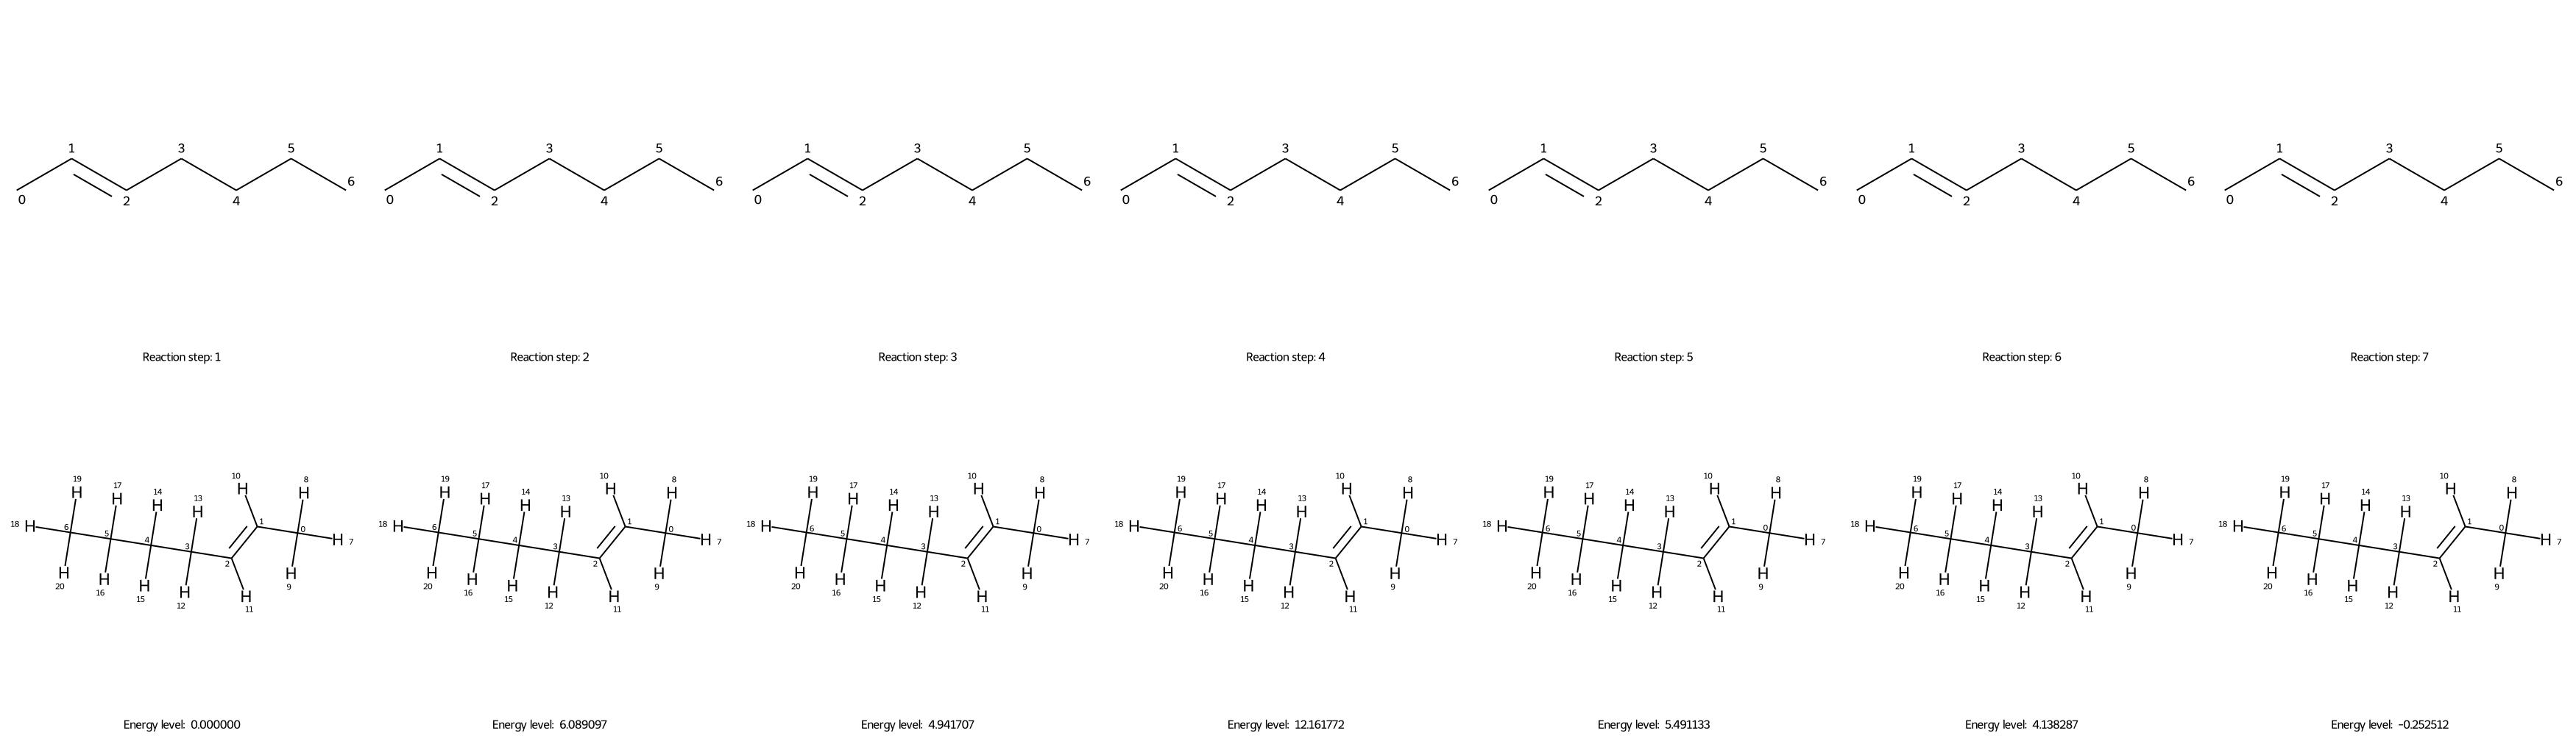 1 3 5 6 0 2 4
1 3 5 6 0 2 4
1 3 5 6 0 2 4
1 3 5 6 0 2 4
1 3 5 6 0 2 4
1 3 5 6 0 2 4
1 3 5 6 0 2 4
Reaction step: 1
Reaction step: 2
Reaction step: 3
Reaction step: 4
Reaction step: 5
Reaction step: 6
Reaction step: 7
19 H 17 H 14 H 13 H 10 H 8 H 18 H 6 5 4 3 2 1 0 H 7 H 20 H 16 H 15 H 12 H 11 H 9
19 H 17 H 14 H 13 H 10 H 8 H 18 H 6 5 4 3 2 1 0 H 7 H 20 H 16 H 15 H 12 H 11 H 9
19 H 17 H 14 H 13 H 10 H 8 H 18 H 6 5 4 3 2 1 0 H 7 H 20 H 16 H 15 H 12 H 11 H 9
19 H 17 H 14 H 13 H 10 H 8 H 18 H 6 5 4 3 2 1 0 H 7 H 20 H 16 H 15 H 12 H 11 H 9
19 H 17 H 14 H 13 H 10 H 8 H 18 H 6 5 4 3 2 1 0 H 7 H 20 H 16 H 15 H 12 H 11 H 9
19 H 17 H 14 H 13 H 10 H 8 H 18 H 6 5 4 3 2 1 0 H 7 H 20 H 16 H 15 H 12 H 11 H 9
19 H 17 H 14 H 13 H 10 H 8 H 18 H 6 5 4 3 2 1 0 H 7 H 20 H 16 H 15 H 12 H 11 H 9
Energy level: 0.000000
Energy level: 6.089097
Energy level: 4.941707
Energy level: 12.161772
Energy level: 5.491133
Energy level: 4.138287
Energy level: -0.252512